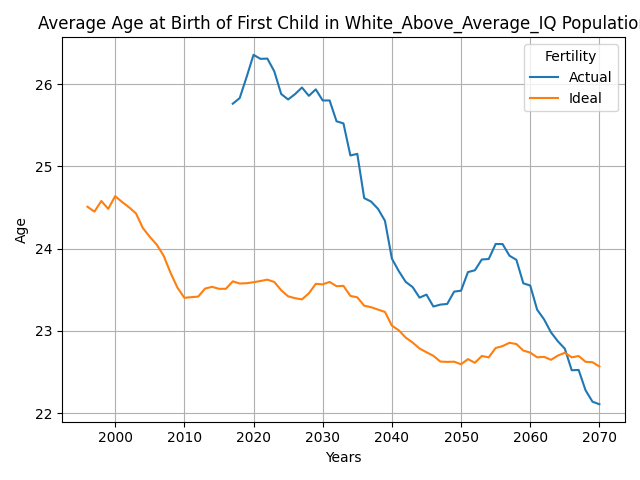 Average Age at Birth of First Child in White_Above_Average_IQ Population
Fertility
Actual
Ideal
26
25
24
23
22
Age
2000 2010 2020 2030 2040 2050 2060 2070
Years